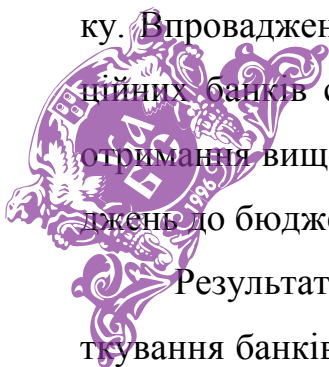 ку. Впроваджен
ційних банків с
отримання вищ
джень до бюдже
Результат
ткування банків
1996